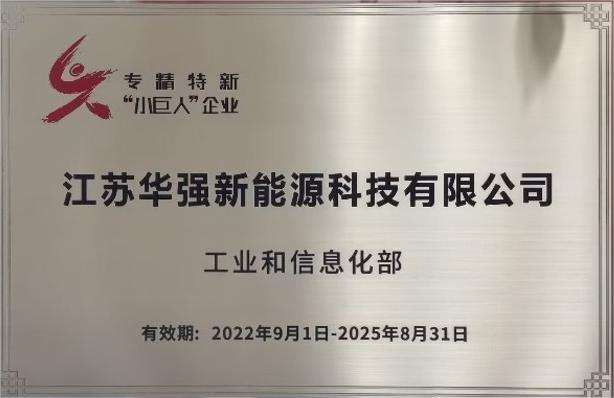 专精特新
“小巨人”企业
江苏华强新能源科技有限公司
工业和信息化部
有效期: 2022年9月1日-2025年8月31日